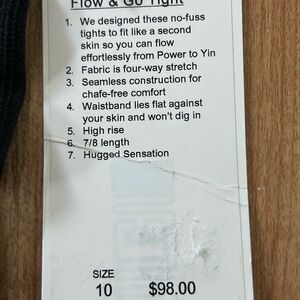 Flow & Go Tight
1. We designed these no-fuss
tights to fit like a second
skin so you can flow
effortlessly from Power to Yin
2. Fabric is four-way stretch
3. Seamless construction for
chafe-free comfort
4. Waistband lies flat against
your skin and won't dig in
5. High rise
6. 7/8 length
7. Hugged Sensation
SIZE
10 $98.00